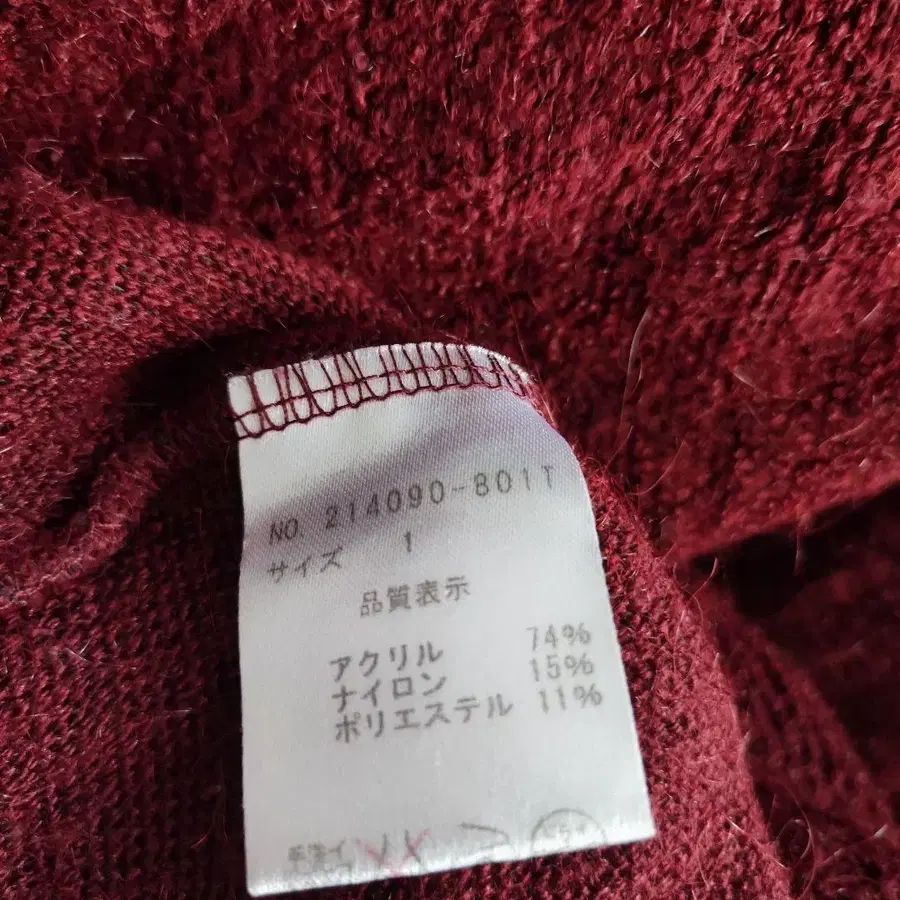 NO. 214090-801T
サイズ 1
品質表示
アクリル 74%
ナイロン 15%
ポリエステル 11%